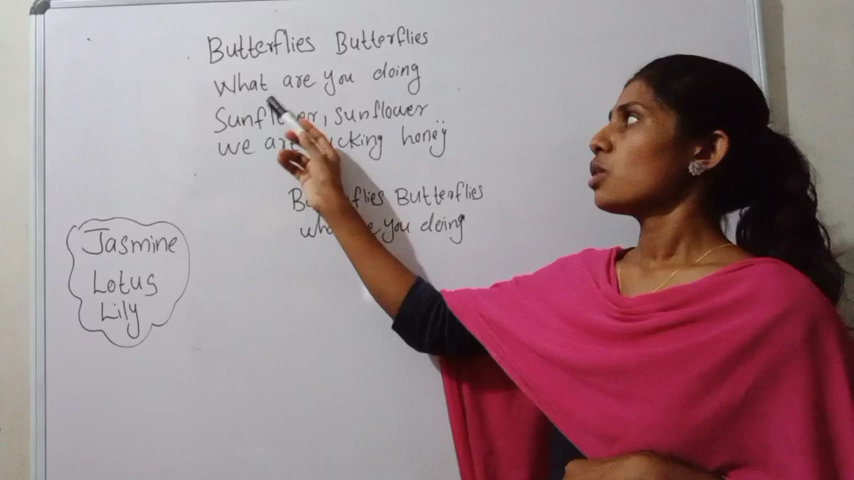 Butterflies Butterflies
What are you doing
Sunflower, Sunflower
we are sucking honey
Butterflies Butterflies
what are you doing
Jasmine
Lotus
Lily